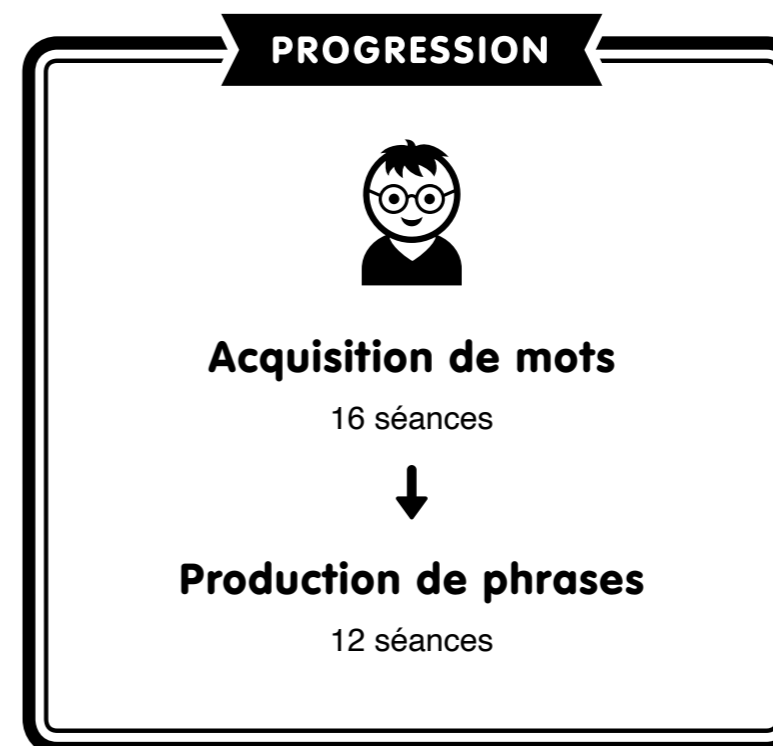 PROGRESSION
Acquisition de mots
16 séances
Production de phrases
12 séances